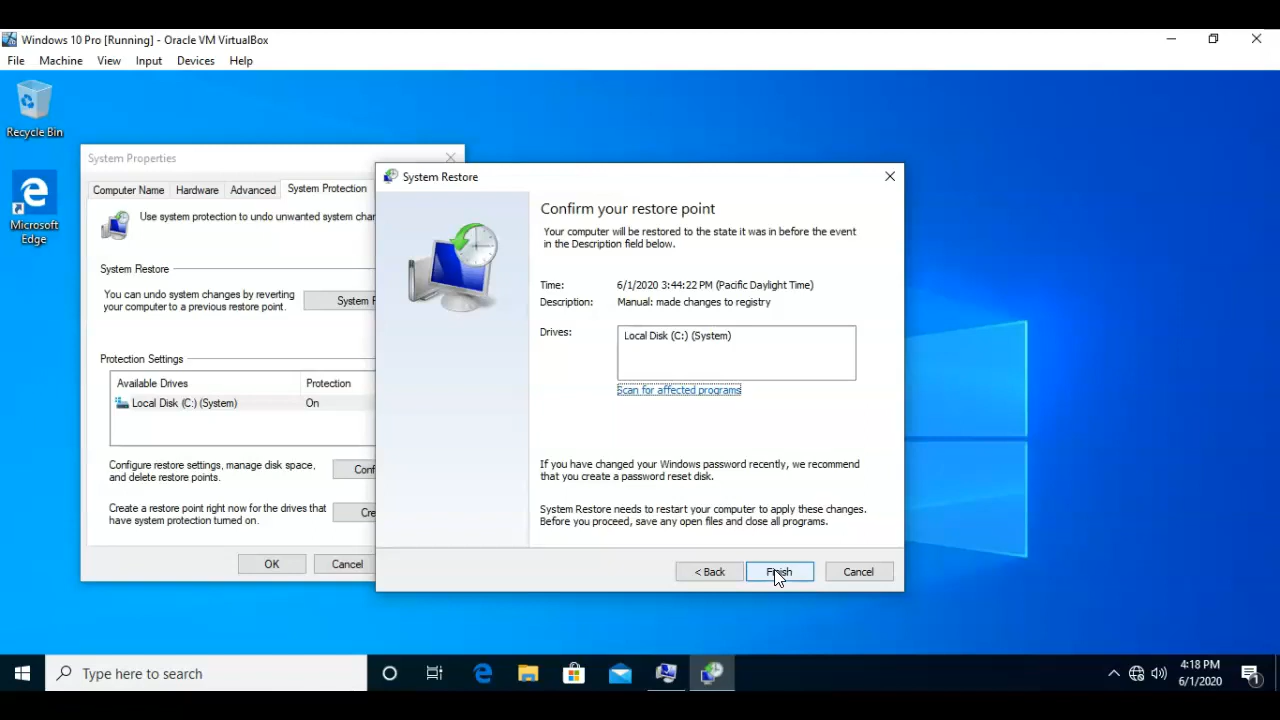 Windows 10 Pro [Running] - Oracle VM VirtualBox
File Machine View Input Devices Help
Recycle Bin
Microsoft
Edge
System Properties
Computer Name Hardware Advanced System Protection
Use system protection to undo unwanted system
System Restore
You can undo system changes by reverting
your computer to a previous restore point.
System
Protection Settings
Available Drives Protection
Local Disk (C:) (System) On
Configure restore settings, manage disk space,
and delete restore points.
Create a restore point right now for the drives that
have system protection turned on.
OK Cancel
System Restore
Confirm your restore point
Your computer will be restored to the state it was in before the event
in the Description field below.
Time: 6/1/2020 3:44:22 PM (Pacific Daylight Time)
Description: Manual: made changes to registry
Drives: Local Disk (C:) (System)
Scan for affected programs
If you have changed your Windows password recently, we recommend
that you create a password reset disk.
System Restore needs to restart your computer to apply these changes.
Before you proceed, save any open files and close all programs.
< Back Finish Cancel
Type here to search
4:18 PM
6/1/2020
1